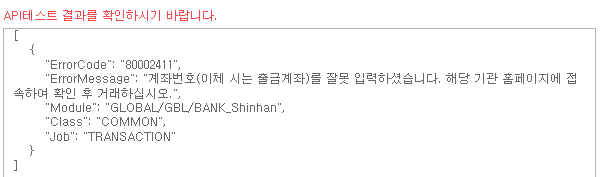 API테스트 결과를 확인하시기 바랍니다.
[
{
"ErrorCode": "80002411",
"ErrorMessage": "계좌번호(이체 시는 출금계좌)를 잘못 입력하셨습니다. 해당 기관 홈페이지에 접
속하여 확인 후 거래하십시오.",
"Module": "GLOBAL/GBL/BANK_Shinhan",
"Class": "COMMON",
"Job": "TRANSACTION"
}
]